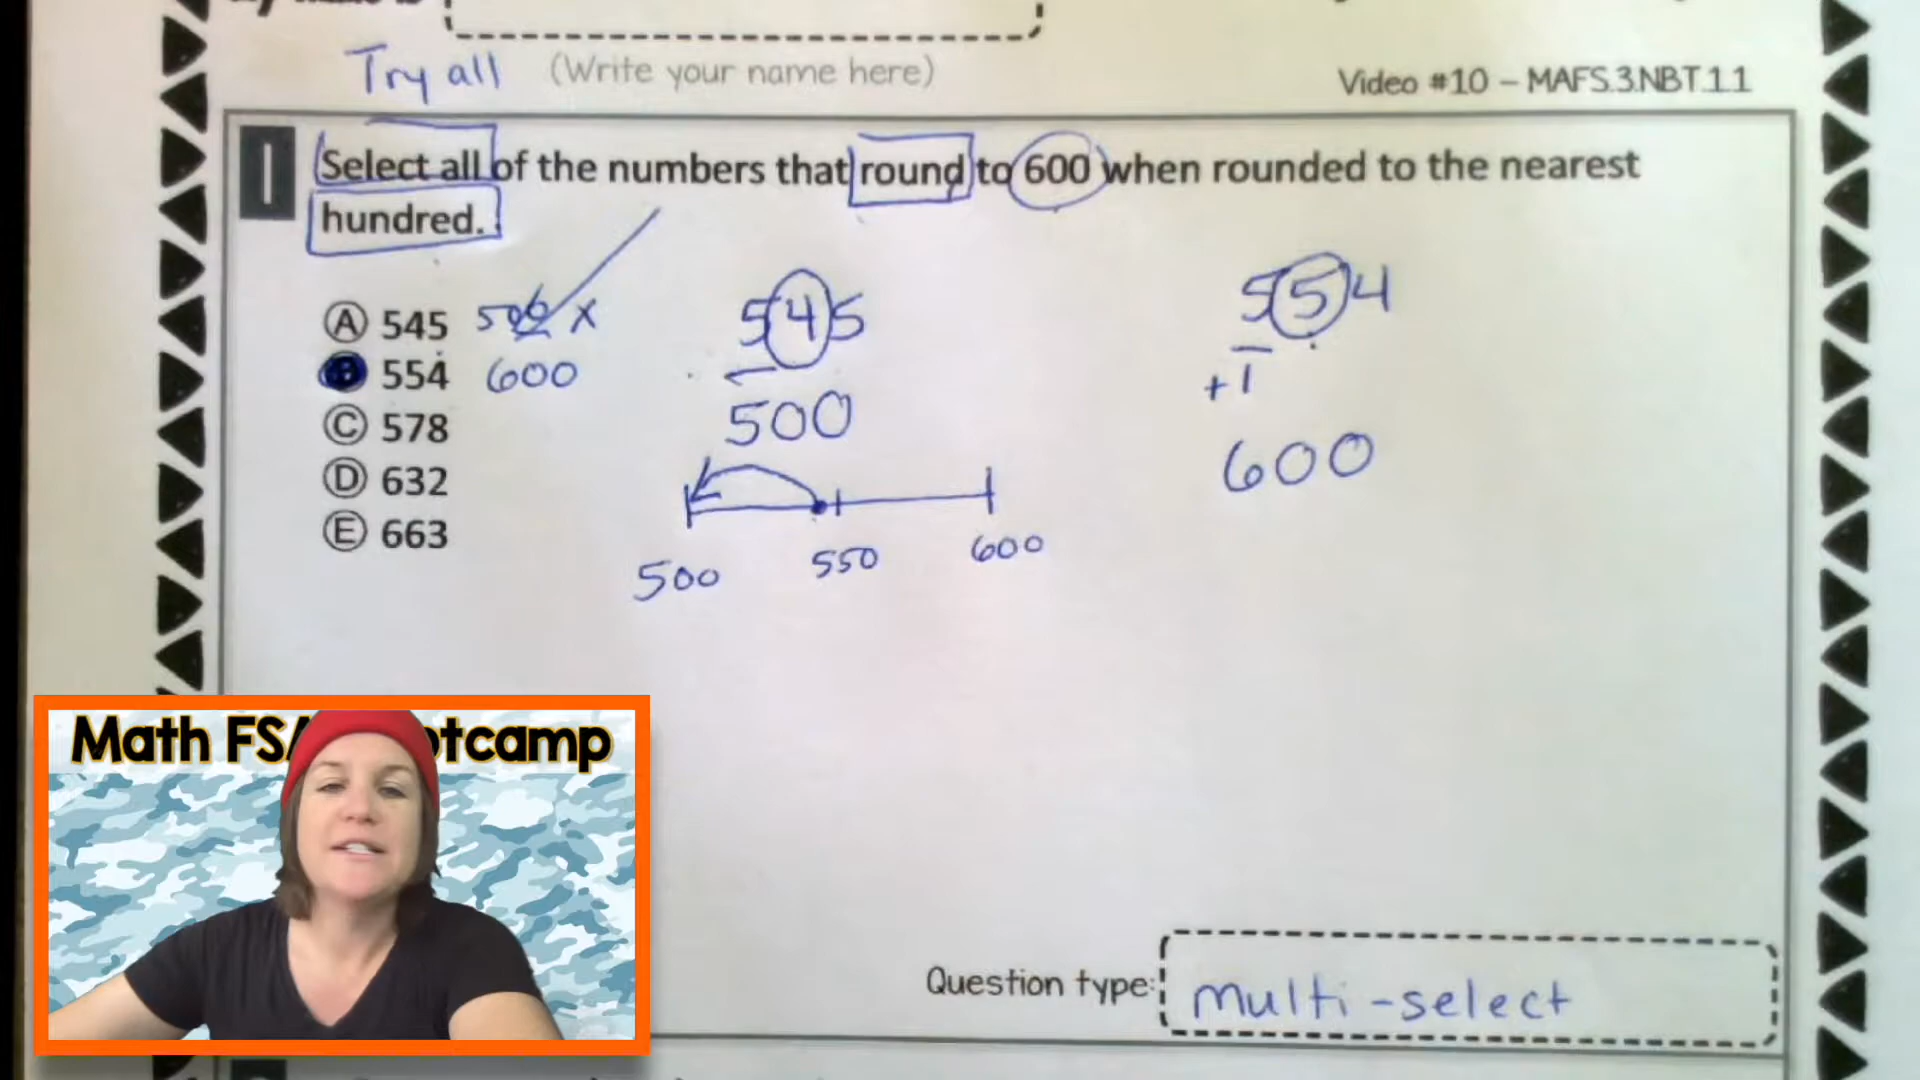 Try all (Write your name here)
Video #10 - MAFS.3.NBT.1.1
1 Select all of the numbers that round to 600 when rounded to the nearest
hundred.
A 545 500 x
B 554 600
C 578
D 632
E 663
545
500
500 550 600
554
+1
600
Math FSA Bootcamp
Question type: multi-select